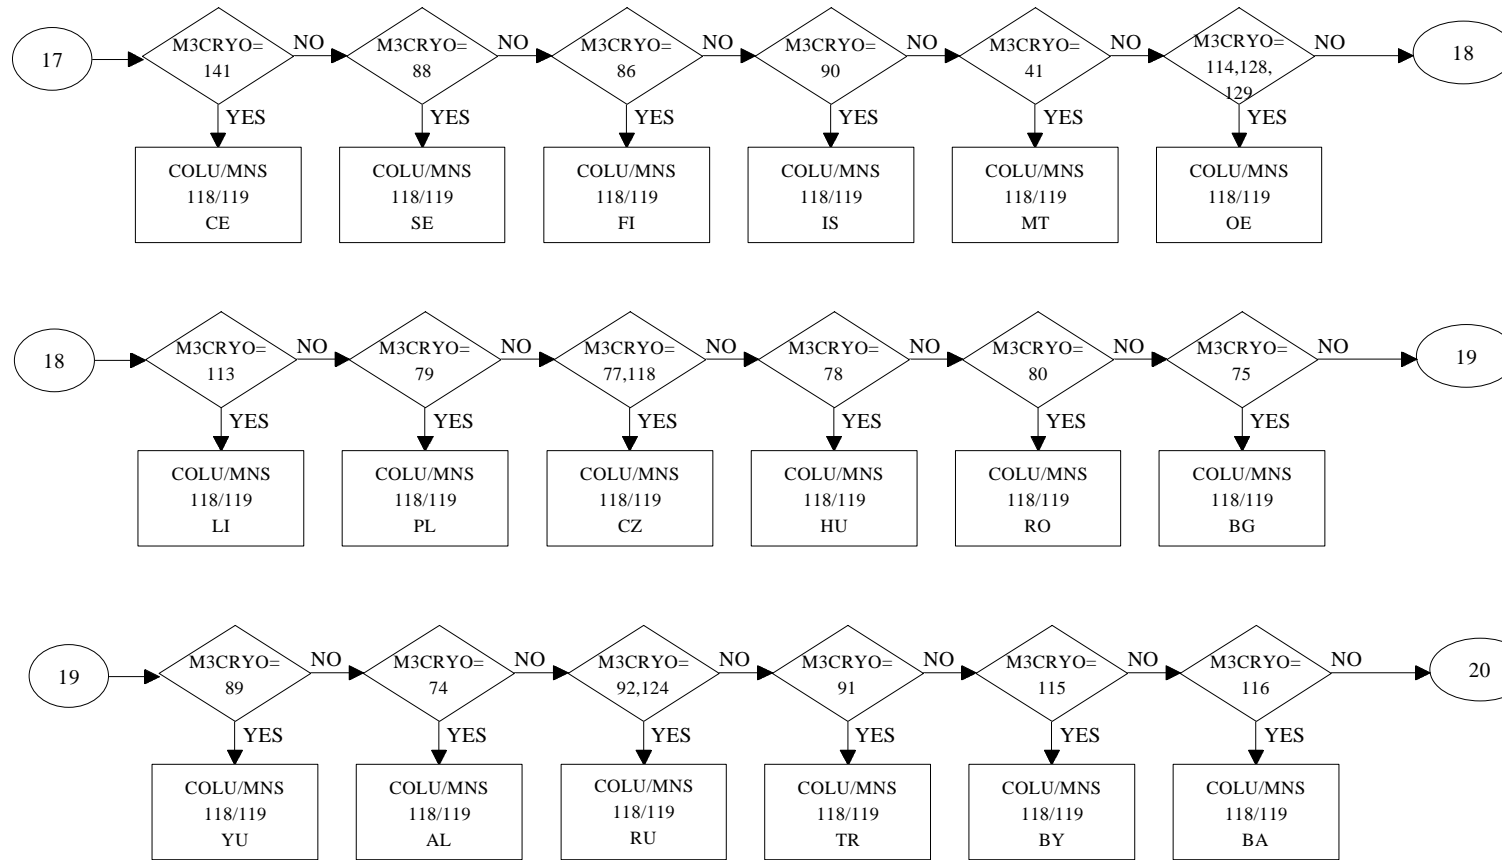 17
M3CRYO=
141
NO
YES
COLU/MNS
118/119
CE
M3CRYO=
88
NO
YES
COLU/MNS
118/119
SE
M3CRYO=
86
NO
YES
COLU/MNS
118/119
FI
M3CRYO=
90
NO
YES
COLU/MNS
118/119
IS
M3CRYO=
41
NO
YES
COLU/MNS
118/119
MT
M3CRYO=
114,128,
129
NO
YES
COLU/MNS
118/119
OE
18
18
M3CRYO=
113
NO
YES
COLU/MNS
118/119
LI
M3CRYO=
79
NO
YES
COLU/MNS
118/119
PL
M3CRYO=
77,118
NO
YES
COLU/MNS
118/119
CZ
M3CRYO=
78
NO
YES
COLU/MNS
118/119
HU
M3CRYO=
80
NO
YES
COLU/MNS
118/119
RO
M3CRYO=
75
NO
YES
COLU/MNS
118/119
BG
19
19
M3CRYO=
89
NO
YES
COLU/MNS
118/119
YU
M3CRYO=
74
NO
YES
COLU/MNS
118/119
AL
M3CRYO=
92,124
NO
YES
COLU/MNS
118/119
RU
M3CRYO=
91
NO
YES
COLU/MNS
118/119
TR
M3CRYO=
115
NO
YES
COLU/MNS
118/119
BY
M3CRYO=
116
NO
YES
COLU/MNS
118/119
BA
20